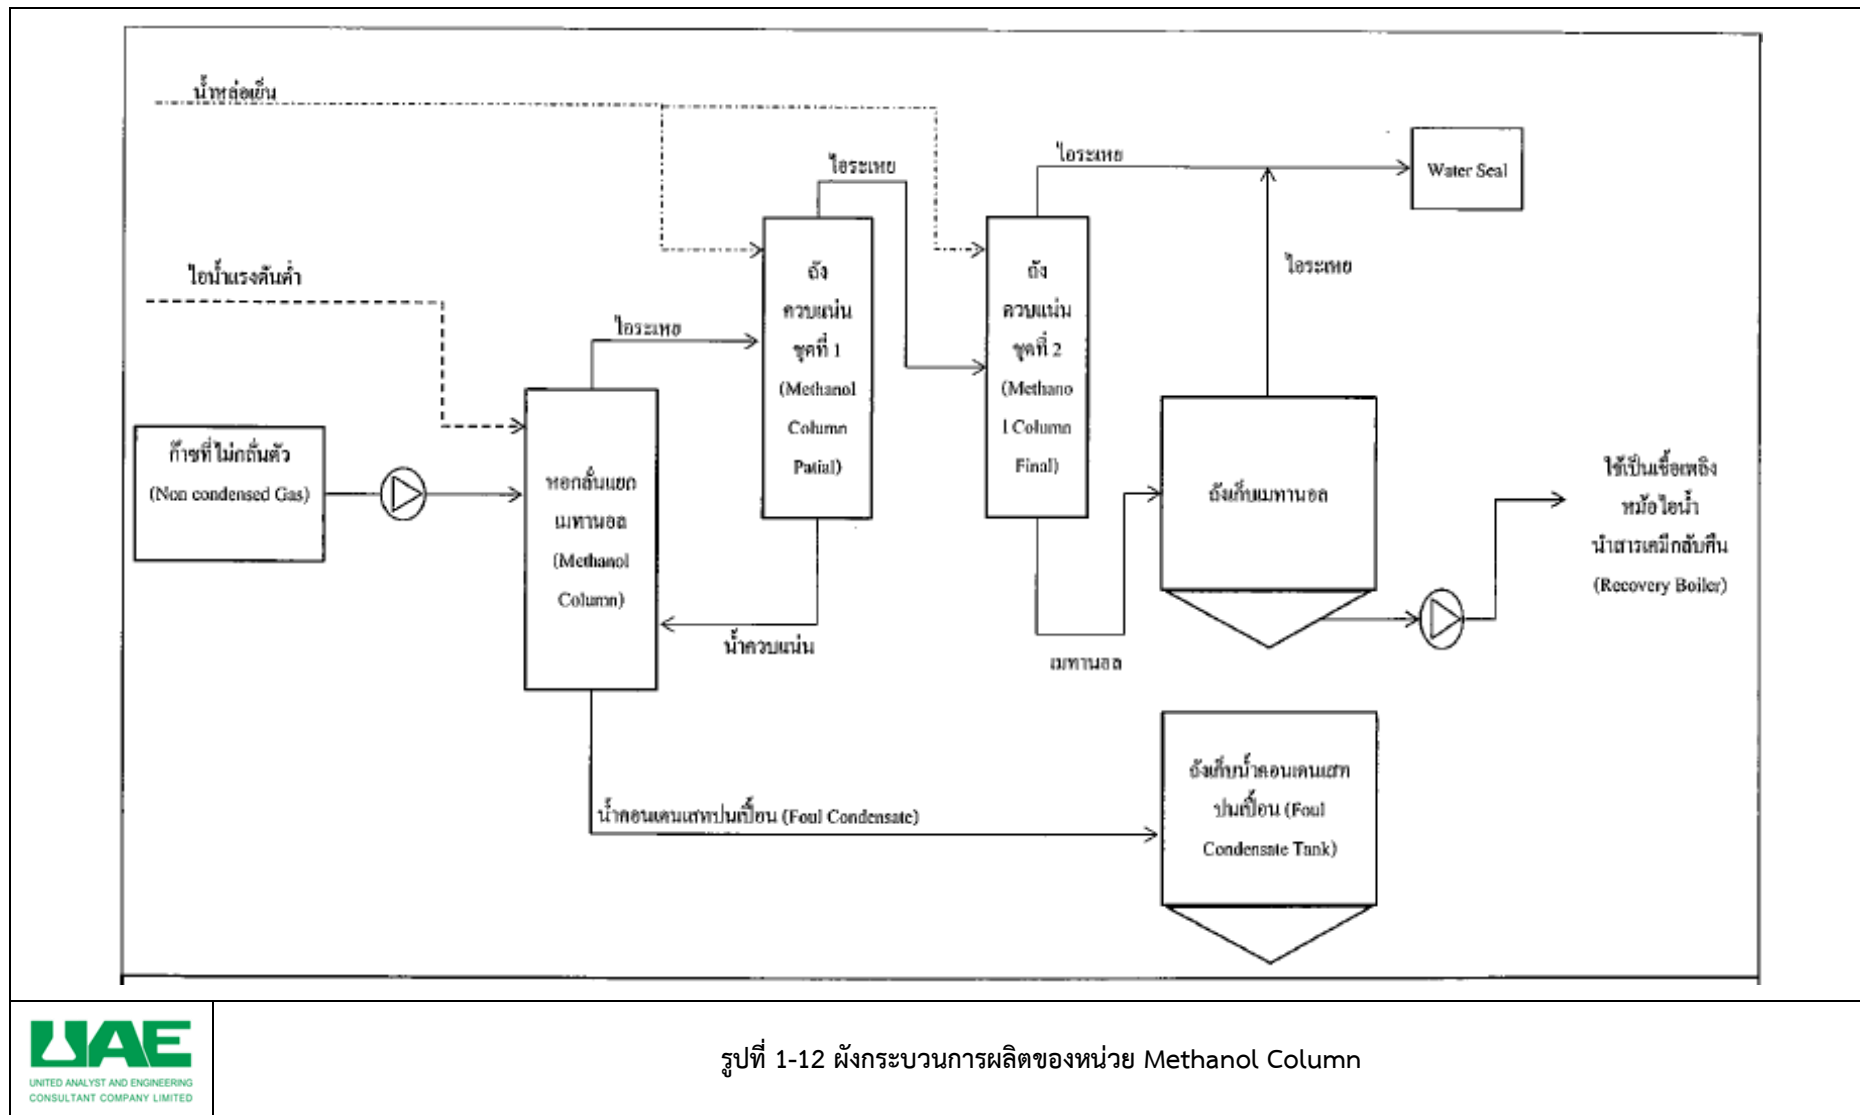 น้ำหล่อเย็น
ไอระเหย
ไอระเหย
Water Seal
ไอน้ำแรงดันต่ำ
ไอระเหย
ไอระเหย
ถัง
ควบแน่น
ชุดที่ 1
(Methanol
Column
Patial)
ถัง
ควบแน่น
ชุดที่ 2
(Methano
l Column
Final)
ก๊าซที่ไม่กลั่นตัว
(Non condensed Gas)
หอกลั่นแยก
เมทานอล
(Methanol
Column)
ถังเก็บเมทานอล
ใช้เป็นเชื้อเพลิง
หม้อไอน้ำ
นำสารเคมีกลับคืน
(Recovery Boiler)
น้ำควบแน่น
เมทานอล
น้ำคอนเดนเสทปนเปื้อน (Foul Condensate)
ถังเก็บน้ำคอนเดนเสท
ปนเปื้อน (Foul
Condensate Tank)
UAE
UNITED ANALYST AND ENGINEERING
CONSULTANT COMPANY LIMITED
รูปที่ 1-12 ผังกระบวนการผลิตของหน่วย Methanol Column